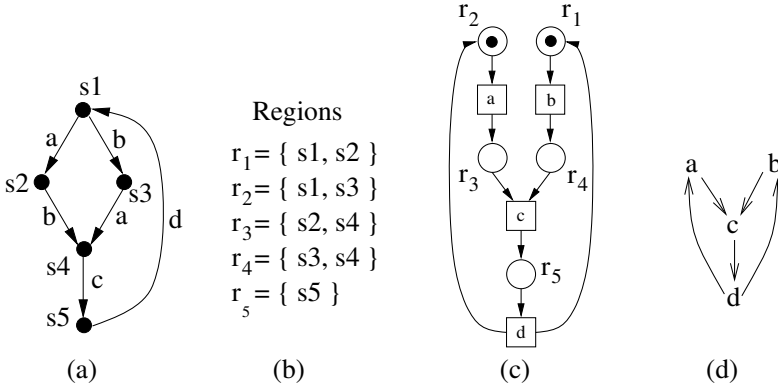 s1
a
b
s2
s3
b
a
d
s4
c
s5
(a)
Regions
r1 = { s1, s2 }
r2 = { s1, s3 }
r3 = { s2, s4 }
r4 = { s3, s4 }
r5 = { s5 }
(b)
r2
r1
a
b
r3
r4
c
r5
d
(c)
a
b
c
d
(d)